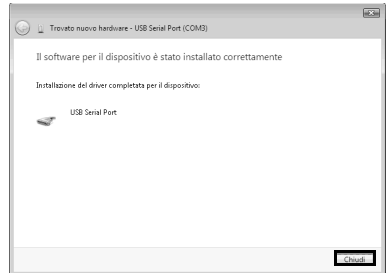 Trovato nuovo hardware - USB Serial Port (COM3)
Il software per il dispositivo è stato installato correttamente
Installazione del driver completata per il dispositivo:
USB Serial Port
Chiudi